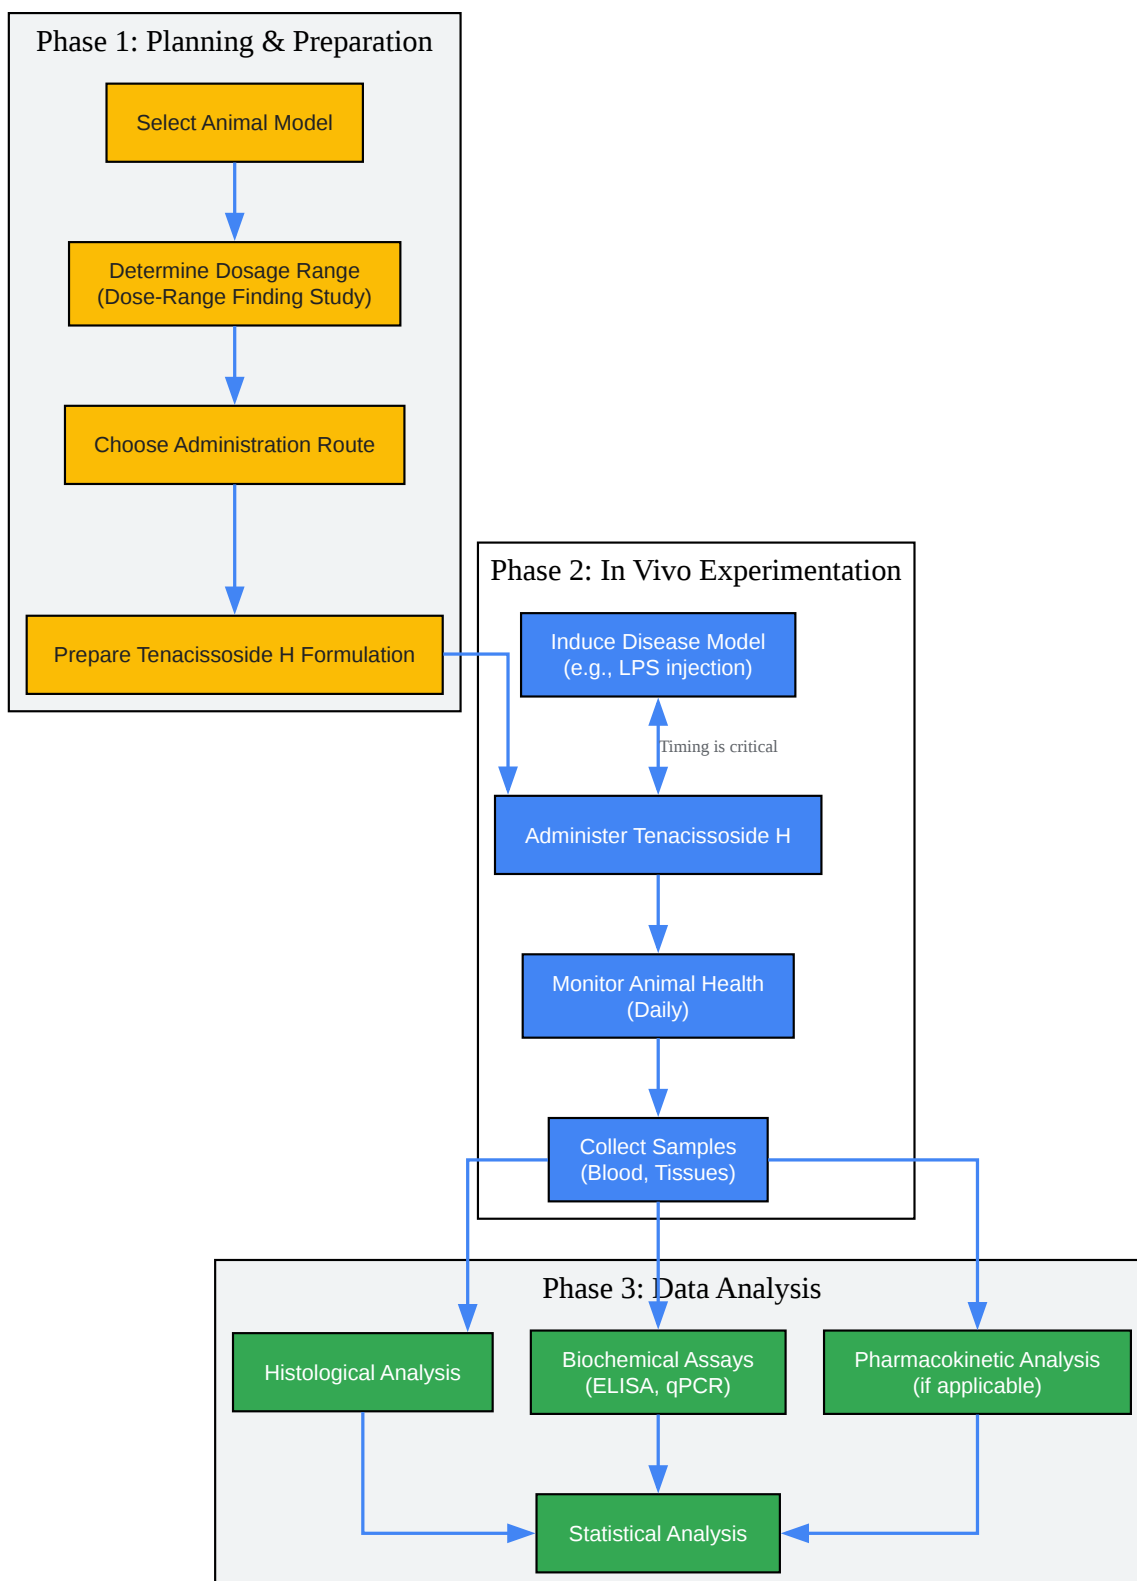 Phase 1: Planning & Preparation
Select Animal Model
Determine Dosage Range
(Dose-Range Finding Study)
Choose Administration Route
Prepare Tenacissoside H Formulation
Phase 2: In Vivo Experimentation
Induce Disease Model
(e.g., LPS injection)
Timing is critical
Administer Tenacissoside H
Monitor Animal Health
(Daily)
Collect Samples
(Blood, Tissues)
Phase 3: Data Analysis
Histological Analysis
Biochemical Assays
(ELISA, qPCR)
Pharmacokinetic Analysis
(if applicable)
Statistical Analysis